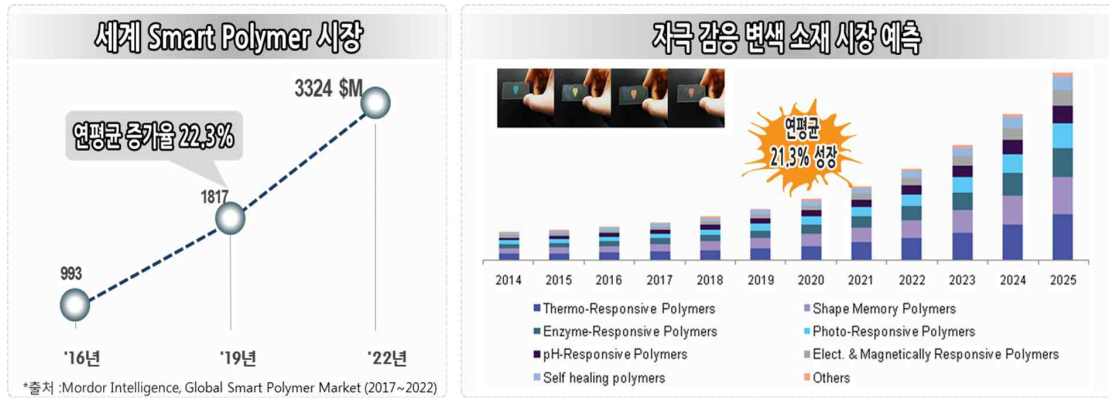 세계 Smart Polymer 시장
3324 $M
연평균 증가율 22,3%
1817
993
'16년 '19년 '22년
*출처 :Mordor Intelligence, Global Smart Polymer Market (2017~2022)
자극 감응 변색 소재 시장 예측
연평균
21,3% 성장
2014 2015 2016 2017 2018 2019 2020 2021 2022 2023 2024 2025
Thermo-Responsive Polymers Shape Memory Polymers
Enzyme-Responsive Polymers Photo-Responsive Polymers
pH-Responsive Polymers Elect. & Magnetically Responsive Polymers
Self healing polymers Others